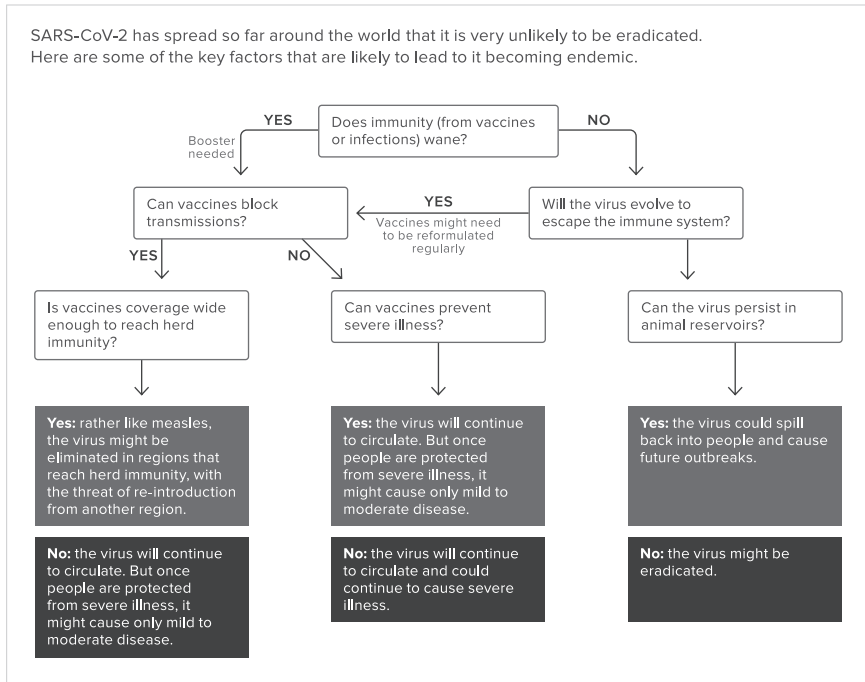 SARS-CoV-2 has spread so far around the world that it is very unlikely to be eradicated.
Here are some of the key factors that are likely to lead to it becoming endemic.
Does immunity (from vaccines
or infections) wane?
YES
Booster
needed
NO
Can vaccines block
transmissions?
YES
Vaccines might need
to be reformulated
regularly
Will the virus evolve to
escape the immune system?
YES
NO
Is vaccines coverage wide
enough to reach herd
immunity?
Can vaccines prevent
severe illness?
Can the virus persist in
animal reservoirs?
Yes: rather like measles,
the virus might be
eliminated in regions that
reach herd immunity, with
the threat of re-introduction
from another region.
Yes: the virus will continue
to circulate. But once
people are protected
from severe illness, it
might cause only mild to
moderate disease.
Yes: the virus could spill
back into people and cause
future outbreaks.
No: the virus will continue
to circulate. But once
people are protected
from severe illness, it
might cause only mild to
moderate disease.
No: the virus will continue
to circulate and could
continue to cause severe
illness.
No: the virus might be
eradicated.